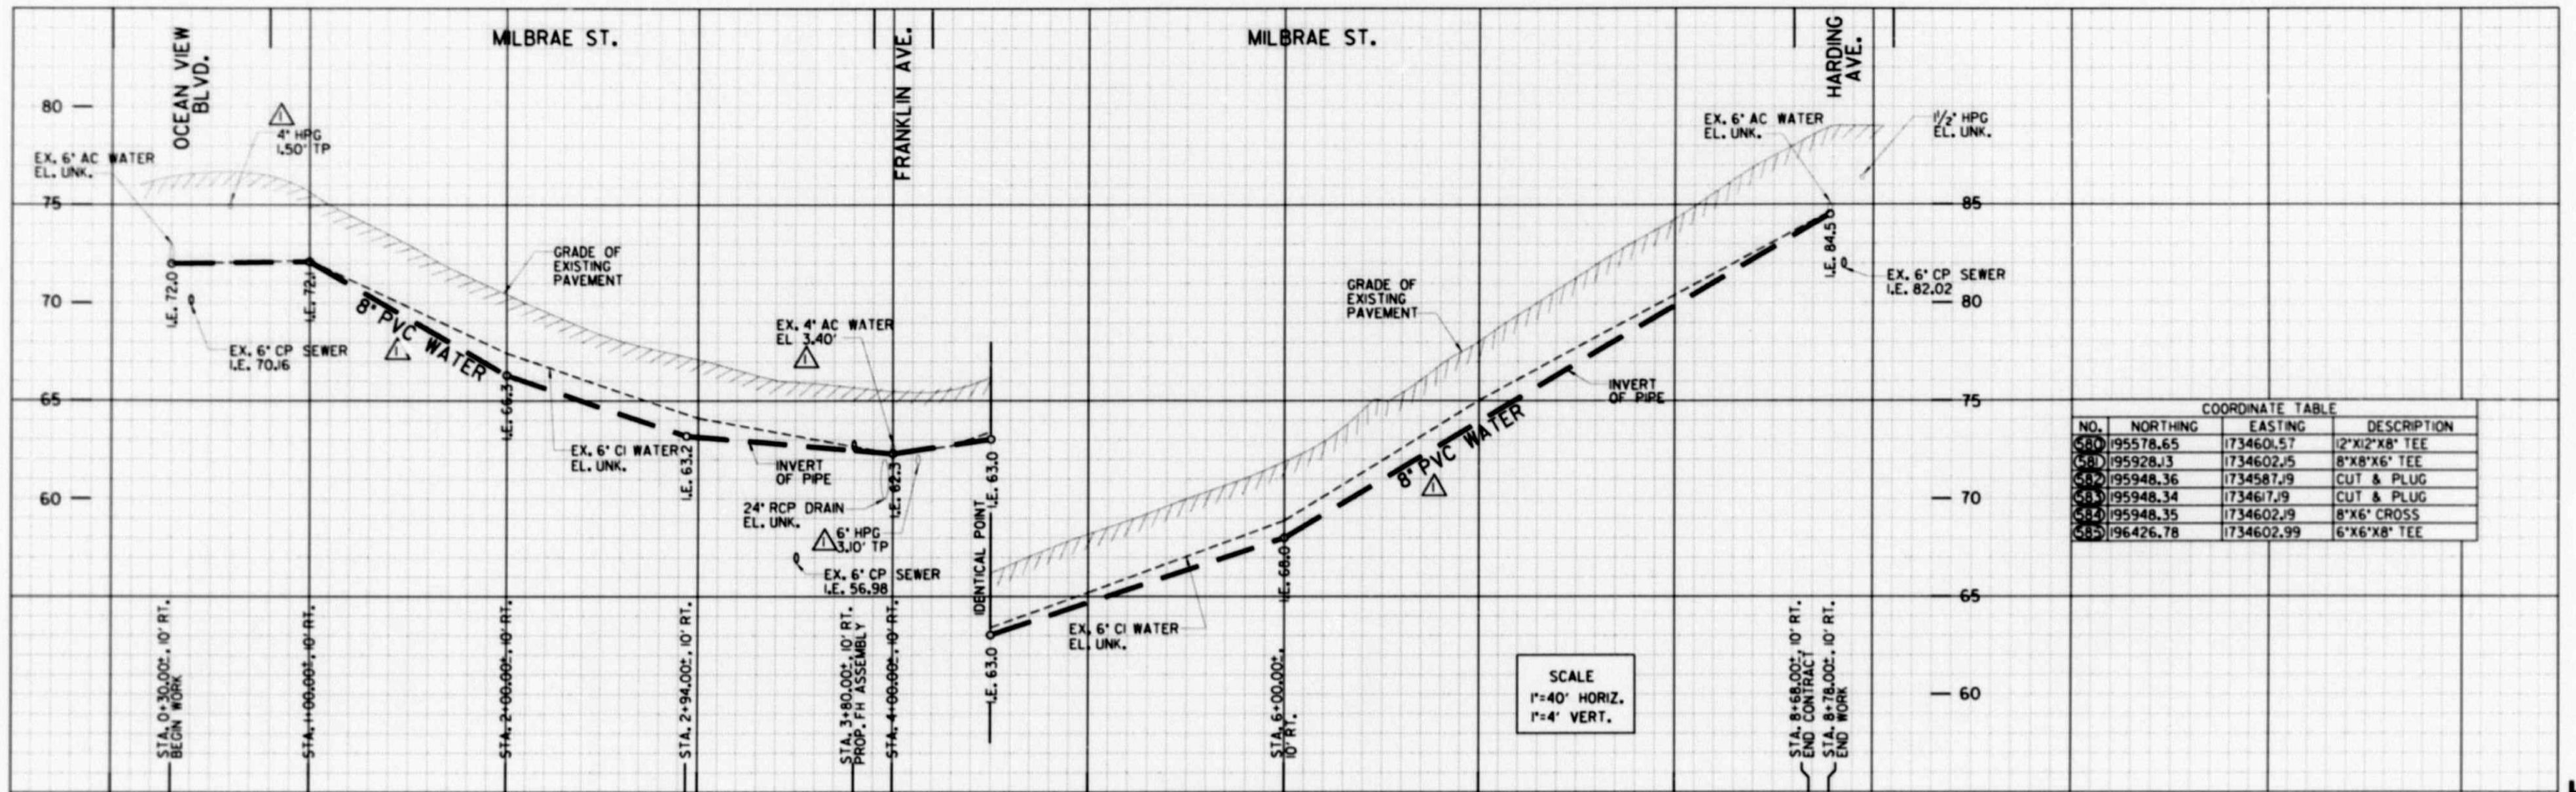 OCEAN VIEW
BLVD.
MILBRAE ST.
FRANKLIN AVE.
MILBRAE ST.
HARDING
AVE.
80
75
70
65
60
1
4" HPG
1.50' TP
EX. 6" AC WATER
EL. UNK.
I.E. 72.0
EX. 6" CP SEWER
I.E. 70.16
I.E. 72.1
8" PVC WATER
1
I.E. 66.3
GRADE OF
EXISTING
PAVEMENT
EX. 6" CI WATER
EL. UNK.
I.E. 63.2
INVERT
OF PIPE
EX. 4" AC WATER
EL 3.40'
1
24" RCP DRAIN
EL. UNK.
I.E. 62.3
1
6" HPG
3.10' TP
EX. 6" CP SEWER
I.E. 56.98
I.E. 63.0
IDENTICAL POINT
I.E. 63.0
EX. 6" CI WATER
EL. UNK.
I.E. 68.0
GRADE OF
EXISTING
PAVEMENT
8" PVC WATER
1
INVERT
OF PIPE
EX. 6" AC WATER
EL. UNK.
1/2" HPG
EL. UNK.
I.E. 84.5
EX. 6" CP SEWER
I.E. 82.02
85
80
75
70
65
60
STA. 0+30.00±, 10' RT.
BEGIN WORK
STA. 1+00.00±, 10' RT.
STA. 2+00.00±, 10' RT.
STA. 2+94.00±, 10' RT.
STA. 3+80.00±, 10' RT.
PROP. FH ASSEMBLY
STA. 4+00.00±, 10' RT.
STA. 6+00.00±,
10' RT.
STA. 8+68.00±, 10' RT.
END CONTRACT
STA. 8+78.00±, 10' RT.
END WORK
SCALE
1"=40' HORIZ.
1"=4' VERT.
COORDINATE TABLE
NO. NORTHING EASTING DESCRIPTION
580 195578.65 1734601.57 12"X12"X8" TEE
581 195928.13 1734602.15 8"X8"X6" TEE
582 195948.36 1734587.19 CUT & PLUG
583 195948.34 1734617.19 CUT & PLUG
584 195948.35 1734602.19 8"X6" CROSS
585 196426.78 1734602.99 6"X6"X8" TEE